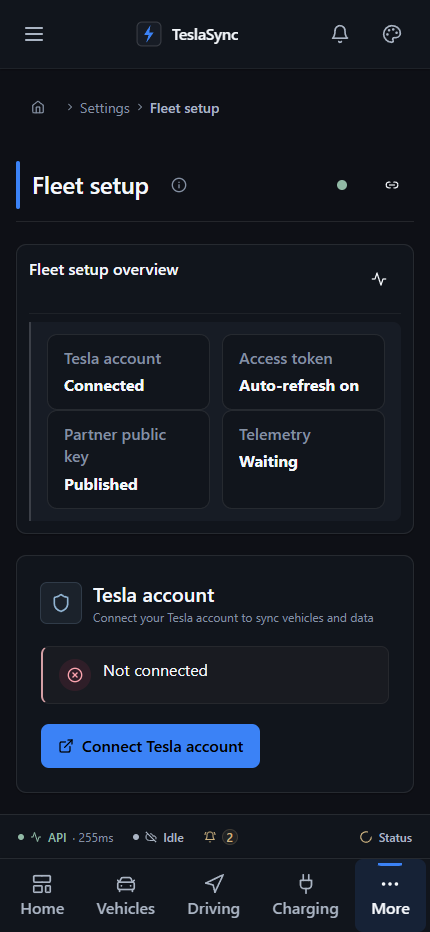 TeslaSync
Settings
Fleet setup
Fleet setup
Fleet setup overview
Tesla account
Connected
Access token
Auto-refresh on
Partner public
key
Published
Telemetry
Waiting
Tesla account
Connect your Tesla account to sync vehicles and data
Not connected
Connect Tesla account
API · 255ms
Idle
2
Status
Home
Vehicles
Driving
Charging
More